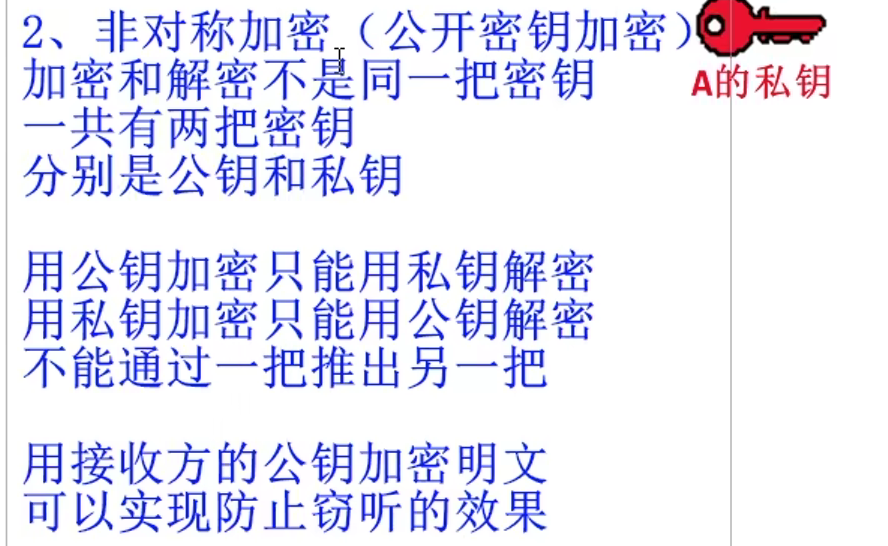 2、非对称加密（公开密钥加密）
A的私钥
加密和解密不是同一把密钥
一共有两把密钥
分别是公钥和私钥
用公钥加密只能用私钥解密
用私钥加密只能用公钥解密
不能通过一把推出另一把
用接收方的公钥加密明文
可以实现防止窃听的效果